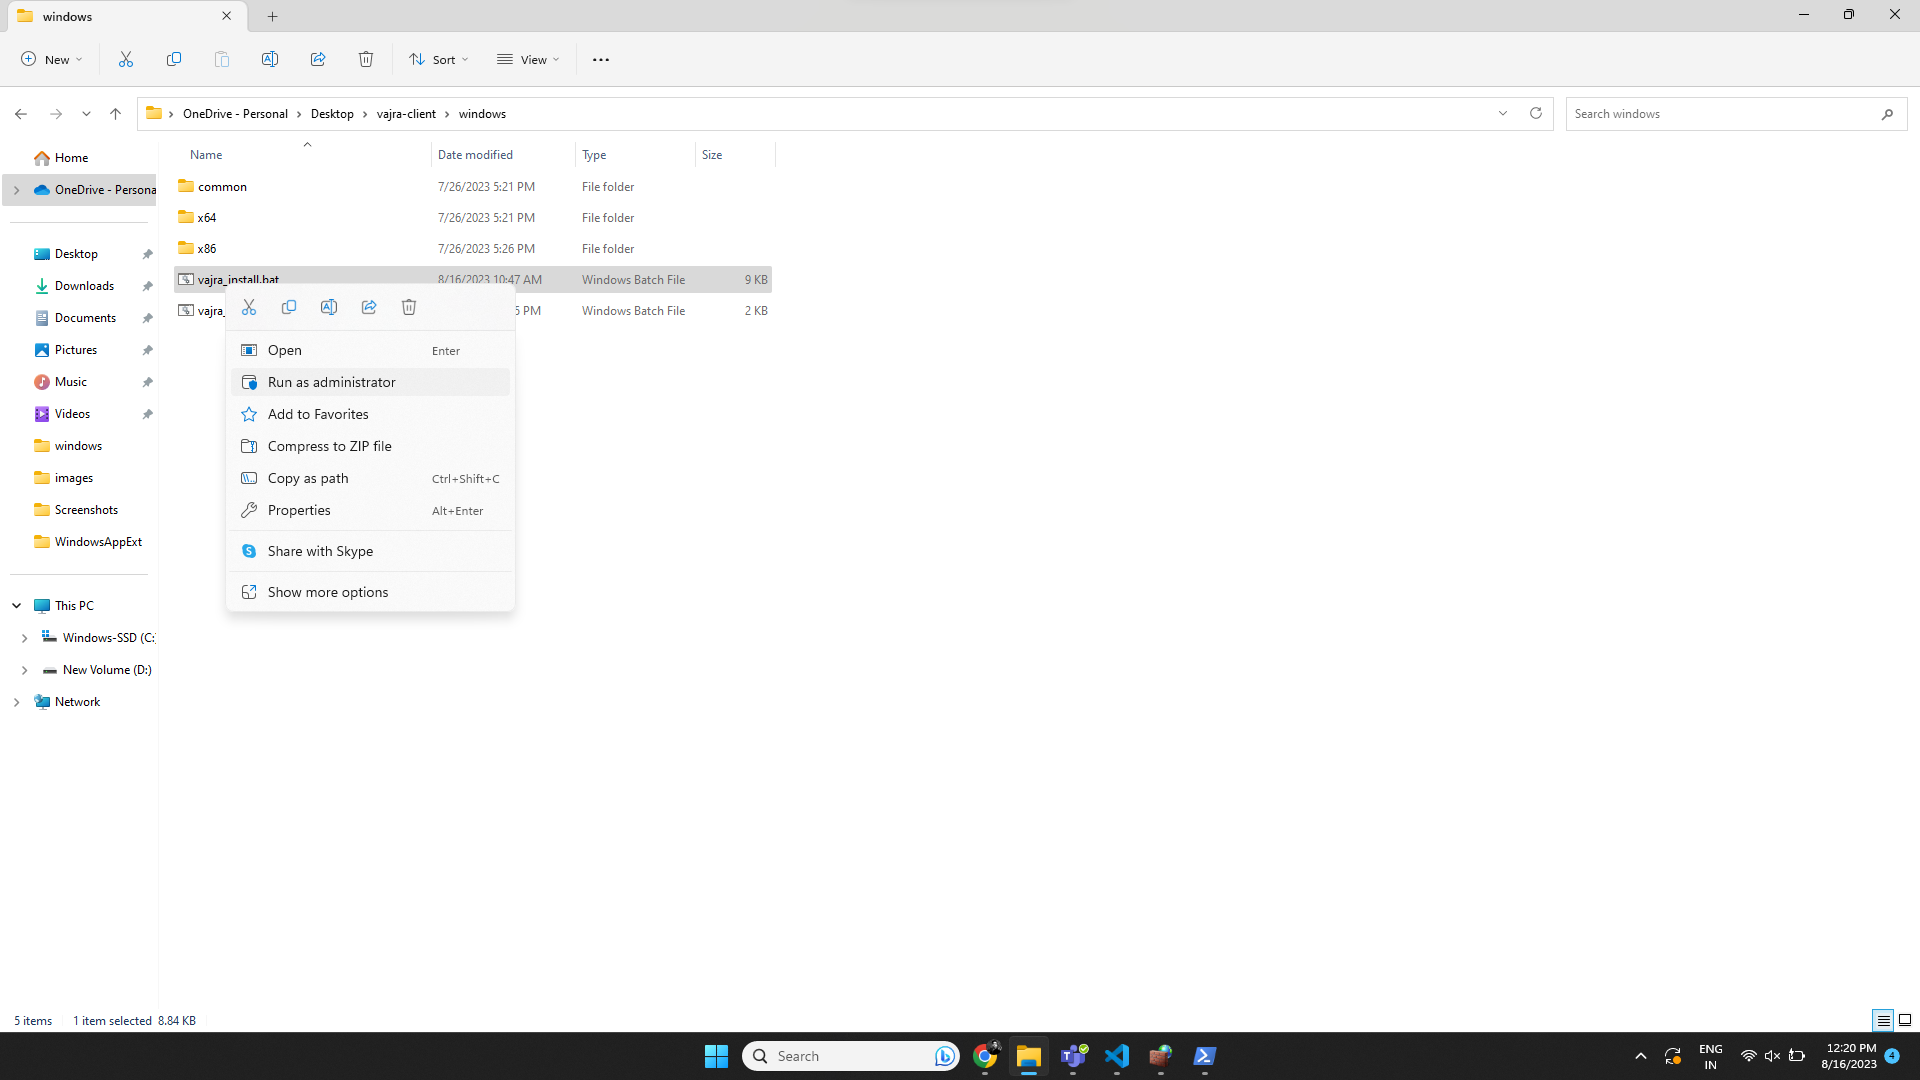 windows
New
Sort
View
OneDrive - Personal
Desktop
vajra-client
windows
Search windows
Name
Date modified
Type
Size
Home
OneDrive - Persona
Desktop
Downloads
Documents
Pictures
Music
Videos
windows
images
Screenshots
WindowsAppExt
This PC
Windows-SSD (C:
New Volume (D:)
Network
common 7/26/2023 5:21 PM File folder
x64 7/26/2023 5:21 PM File folder
x86 7/26/2023 5:26 PM File folder
vajra_install.bat 8/16/2023 10:47 AM Windows Batch File 9 KB
vajra_ PM Windows Batch File 2 KB
Open Enter
Run as administrator
Add to Favorites
Compress to ZIP file
Copy as path Ctrl+Shift+C
Properties Alt+Enter
Share with Skype
Show more options
5 items 1 item selected 8.84 KB
Search
ENG
IN
12:20 PM
8/16/2023
4